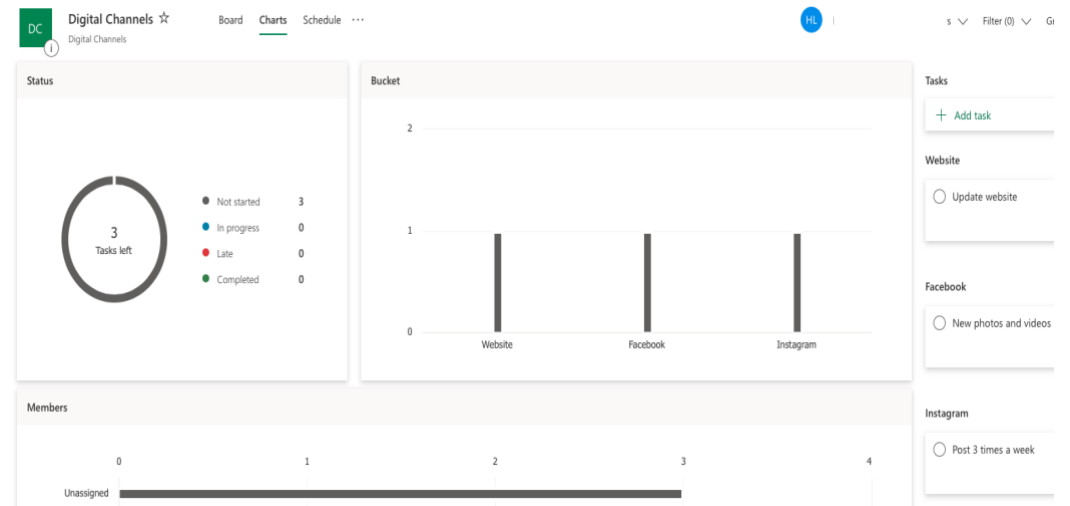 DC
Digital Channels
Digital Channels
Board Charts Schedule ...
HL
s Filter (0)
Status
3
Tasks left
Not started 3
In progress 0
Late 0
Completed 0
Bucket
2
1
0
Website Facebook Instagram
Members
0 1 2 3 4
Unassigned
Tasks
+ Add task
Website
Update website
Facebook
New photos and videos
Instagram
Post 3 times a week